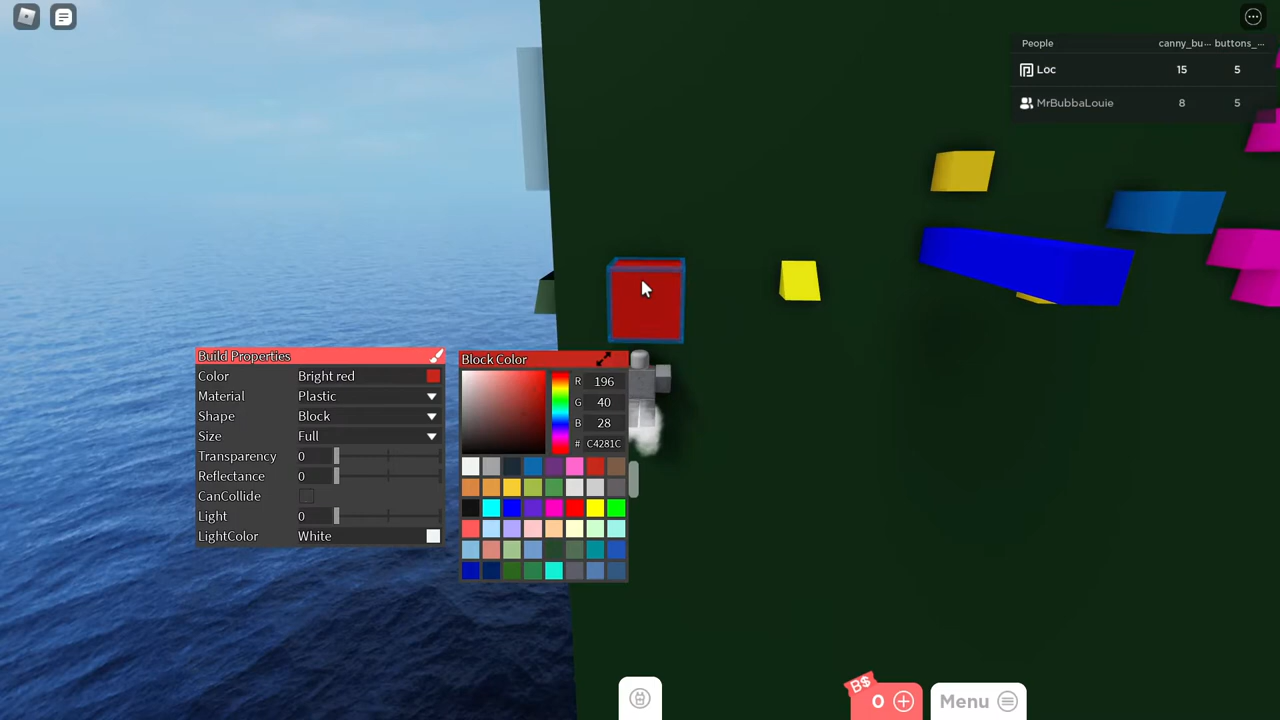 People canny_bu... buttons_...
Loc 15 5
MrBubbaLouie 8 5
Build Properties
Color Bright red
Material Plastic
Shape Block
Size Full
Transparency 0
Reflectance 0
CanCollide
Light 0
LightColor White
Block Color
R 196
G 40
B 28
# C4281C
B$ 0
Menu